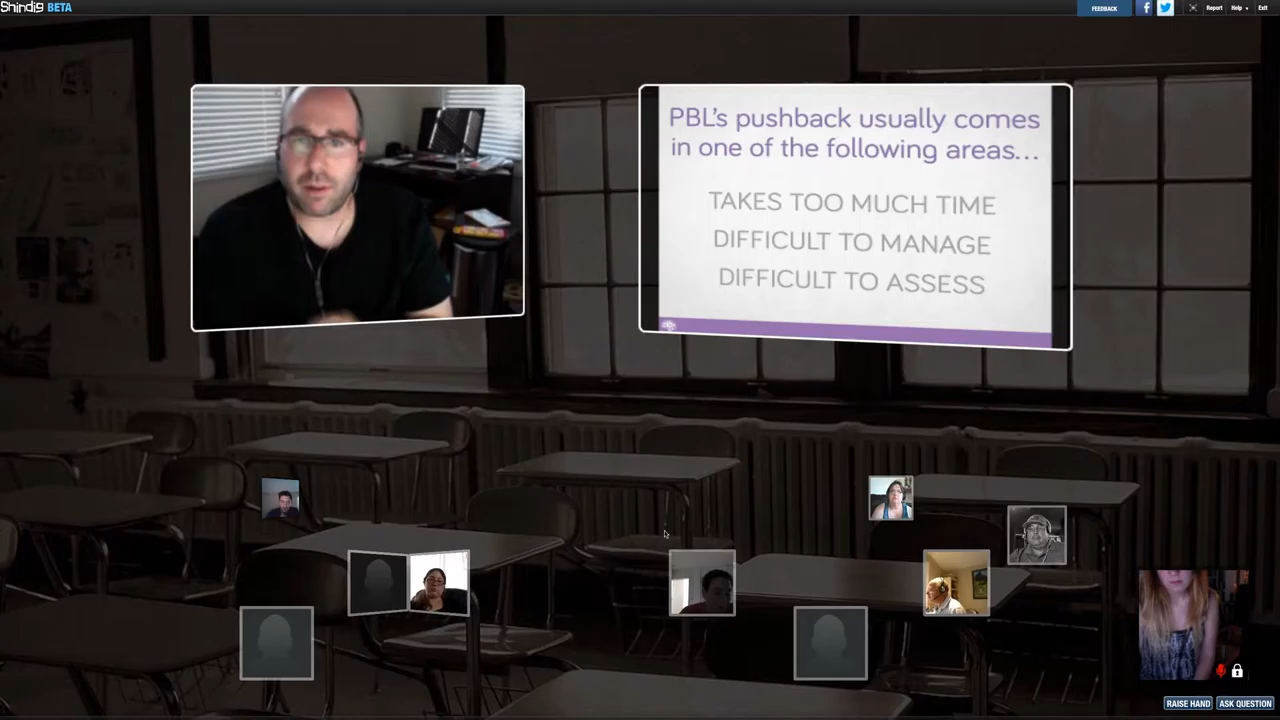 Shindig BETA
FEEDBACK
Report
Help
Exit
PBL's pushback usually comes
in one of the following areas...
TAKES TOO MUCH TIME
DIFFICULT TO MANAGE
DIFFICULT TO ASSESS
RAISE HAND
ASK QUESTION